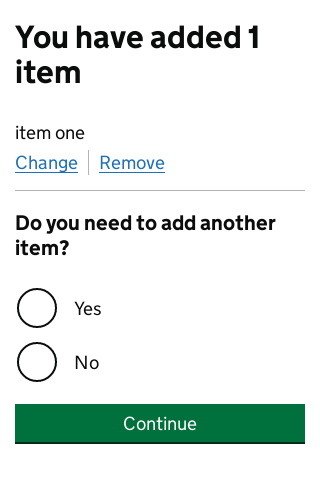 You have added 1
item
item one
Change Remove
Do you need to add another
item?
Yes
No
Continue